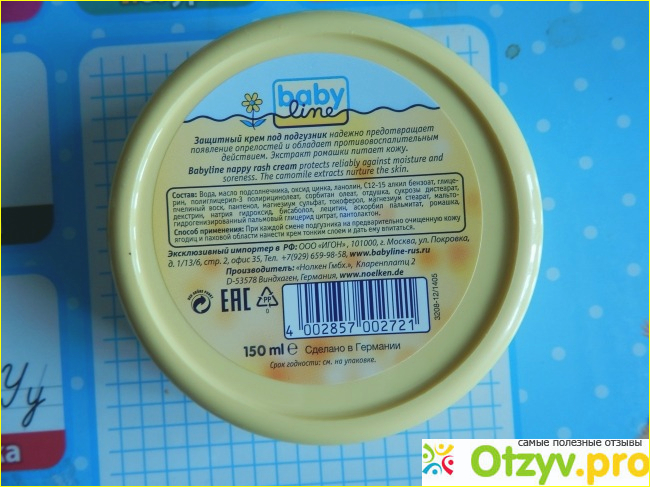 baby
line
Защитный крем под подгузник надежно предотвращает
появление опрелостей и обладает противовоспалительным
действием. Экстракт ромашки питает кожу.
Babyline nappy rash cream protects reliably against moisture and
soreness. The camomile extracts nurture the skin.
Состав: Вода, масло подсолнечника, оксид цинка, ланолин, С12-15 алкил бензоат, глице-
рин, полиглицерил-3 полирицинолеат, сорбитан олеат, отдушка, сукрозы дистеарат,
пчелиный воск, пантенол, магнезиум сульфат, токоферол, магнезиум стеарат, мальто-
декстрин, натрия гидроксид, бисаболол, лецитин, аскорбил пальмитат, ромашка,
гидрогенизированный пальмовый глицерид цитрат, пантолактон.
Способ применения: При каждой смене подгузника на предварительно очищенную кожу
ягодиц и паховой области нанести крем тонким слоем и дать ему впитаться.
Эксклюзивный импортер в РФ: ООО «ИГОН», 101000, г. Москва, ул. Покровка,
д. 1/13/6, стр. 2, офис 35, Тел. +7(929) 659-98-58, www.babyline-rus.ru
Производитель: «Нолкен Гмбх.», Кларенплатц 2
D-53578 Виндхаген, Германия, www.noelken.de
EAC
PP
0
4 002857 002721
3208-12/1405
150 ml e Сделано в Германии
Срок годности: см. на упаковке.
Уу
ка
самые полезные отзывы
Otzyv.pro